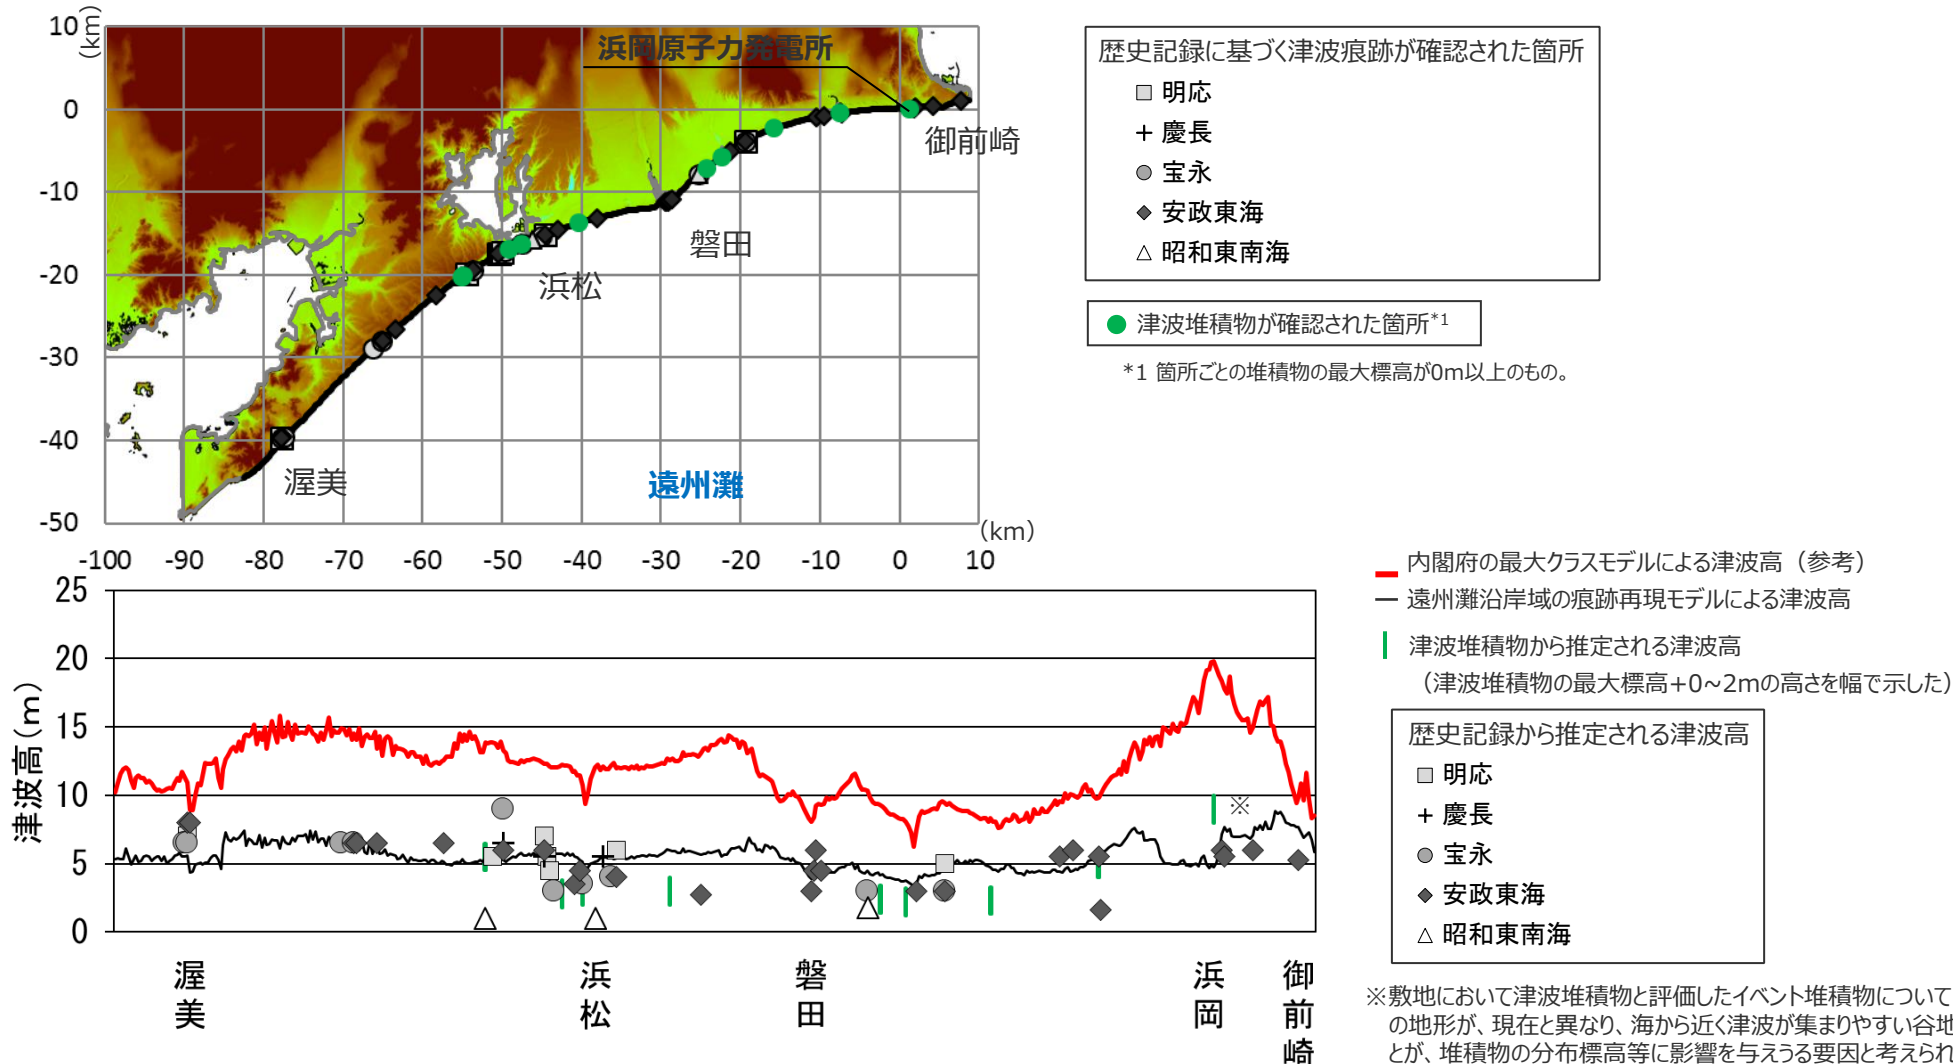 10
(km)
0
-10
-20
-30
-40
-50
浜岡原子力発電所
御前崎
磐田
浜松
渥美
遠州灘
(km)
-100 -90 -80 -70 -60 -50 -40 -30 -20 -10 0 10
歴史記録に基づく津波痕跡が確認された箇所
□ 明応
+ 慶長
● 宝永
◆ 安政東海
△ 昭和東南海
● 津波堆積物が確認された箇所*1
*1 箇所ごとの堆積物の最大標高が0m以上のもの。
津波高(m)
25
20
15
10
5
0
※
渥美
浜松
磐田
浜岡
御前崎
内閣府の最大クラスモデルによる津波高（参考）
遠州灘沿岸域の痕跡再現モデルによる津波高
津波堆積物から推定される津波高
（津波堆積物の最大標高+0~2mの高さを幅で示した）
歴史記録から推定される津波高
□ 明応
+ 慶長
● 宝永
◆ 安政東海
△ 昭和東南海
※敷地において津波堆積物と評価したイベント堆積物について
の地形が、現在と異なり、海から近く津波が集まりやすい谷地
とが、堆積物の分布標高等に影響を与えうる要因と考えられ